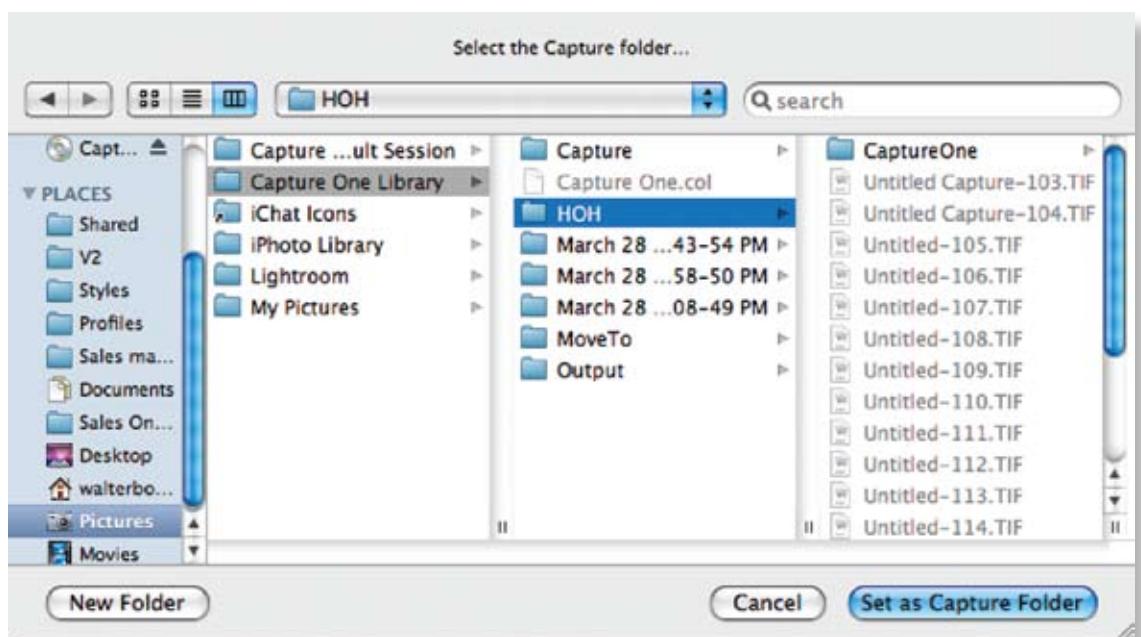 Select the Capture folder...
HOH
search
Capt...
PLACES
Shared
V2
Styles
Profiles
Sales ma...
Documents
Sales On...
Desktop
walterbo...
Pictures
Movies
Capture ...ult Session
Capture One Library
iChat Icons
iPhoto Library
Lightroom
My Pictures
Capture
Capture One.col
HOH
March 28 ...43-54 PM
March 28 ...58-50 PM
March 28 ...08-49 PM
MoveTo
Output
CaptureOne
Untitled Capture-103.TIF
Untitled Capture-104.TIF
Untitled-105.TIF
Untitled-106.TIF
Untitled-107.TIF
Untitled-108.TIF
Untitled-109.TIF
Untitled-110.TIF
Untitled-111.TIF
Untitled-112.TIF
Untitled-113.TIF
Untitled-114.TIF
New Folder
Cancel
Set as Capture Folder